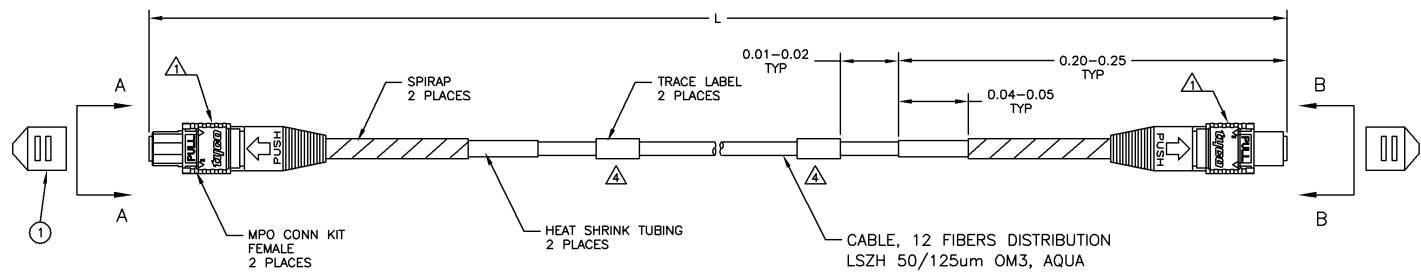 L
0.01-0.02
TYP
0.20-0.25
TYP
0.04-0.05
TYP
1
SPIRAP
2 PLACES
TRACE LABEL
2 PLACES
1
A
B
PULL
tyco
PUSH
PUSH
tyco
PULL
4
4
A
B
1
MPO CONN KIT
FEMALE
2 PLACES
HEAT SHRINK TUBING
2 PLACES
CABLE, 12 FIBERS DISTRIBUTION
LSZH 50/125um OM3, AQUA